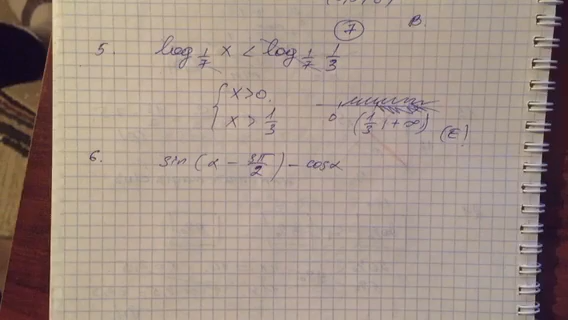 7
B.
5. log 1/7 x < log 1/7 1/3
{ x > 0,
x > 1/3
0
(1/3; +∞) (E)
6. sin(α - 3π/2) - cosα